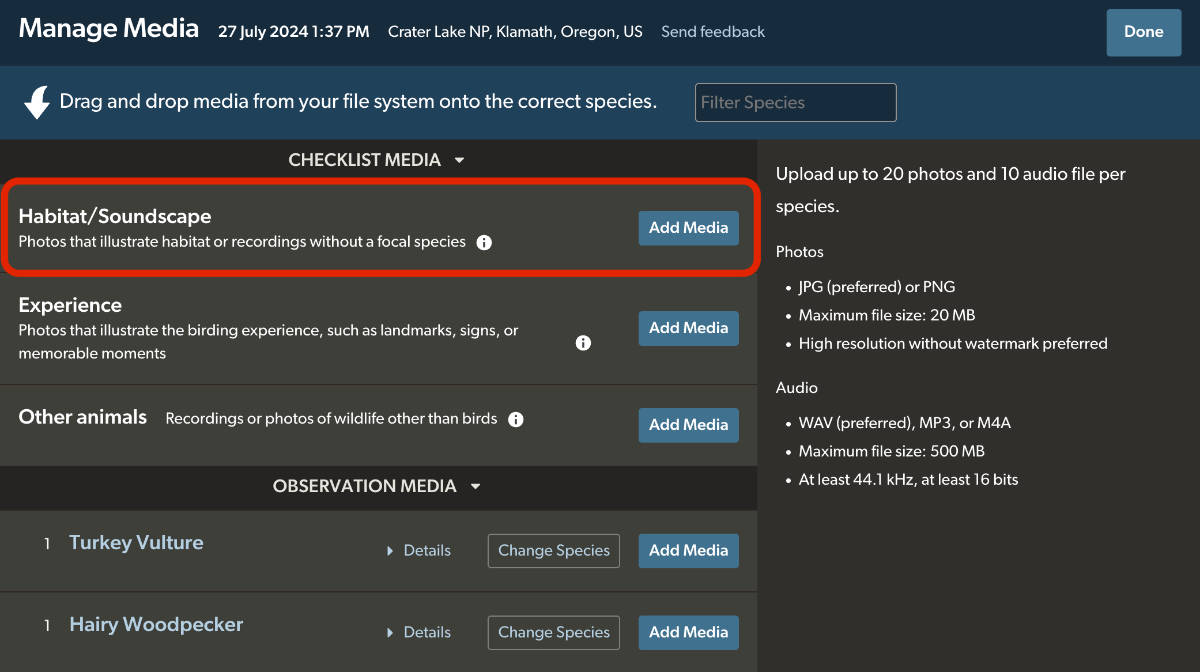 Manage Media 27 July 2024 1:37 PM Crater Lake NP, Klamath, Oregon, US Send feedback Done
Drag and drop media from your file system onto the correct species. Filter Species
CHECKLIST MEDIA
Habitat/Soundscape
Photos that illustrate habitat or recordings without a focal species
Add Media
Experience
Photos that illustrate the birding experience, such as landmarks, signs, or
memorable moments
Add Media
Other animals Recordings or photos of wildlife other than birds
Add Media
OBSERVATION MEDIA
1 Turkey Vulture Details Change Species Add Media
1 Hairy Woodpecker Details Change Species Add Media
Upload up to 20 photos and 10 audio file per
species.
Photos
• JPG (preferred) or PNG
• Maximum file size: 20 MB
• High resolution without watermark preferred
Audio
• WAV (preferred), MP3, or M4A
• Maximum file size: 500 MB
• At least 44.1 kHz, at least 16 bits